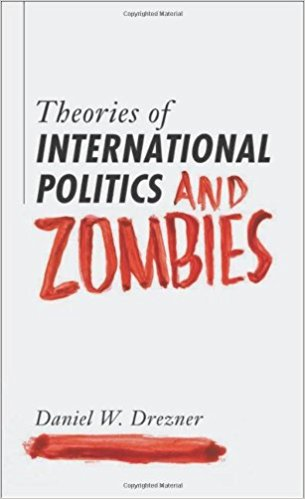 Theories of
INTERNATIONAL
POLITICS AND
ZOMBIES
Daniel W. Drezner